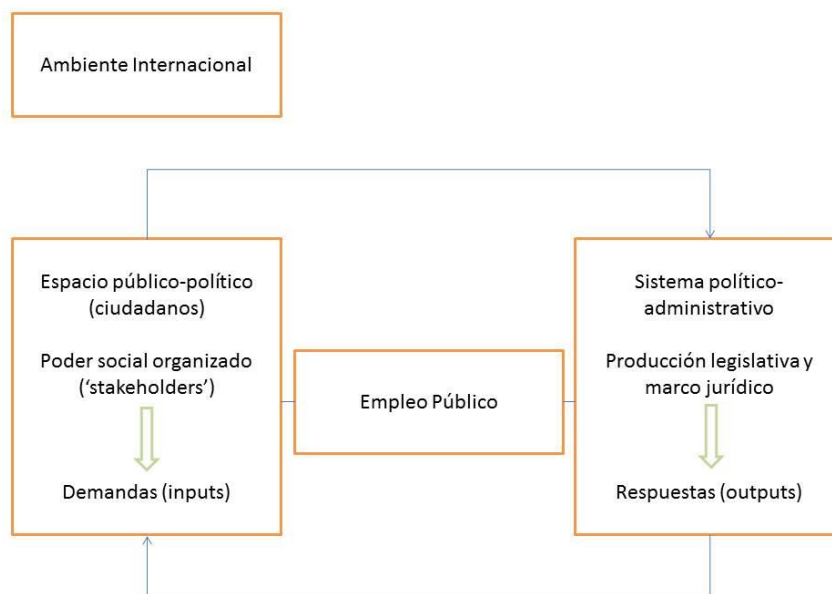 Ambiente Internacional
Espacio público-político
(ciudadanos)
Poder social organizado
(‘stakeholders’)
Demandas (inputs)
Empleo Público
Sistema político-
administrativo
Producción legislativa y
marco jurídico
Respuestas (outputs)